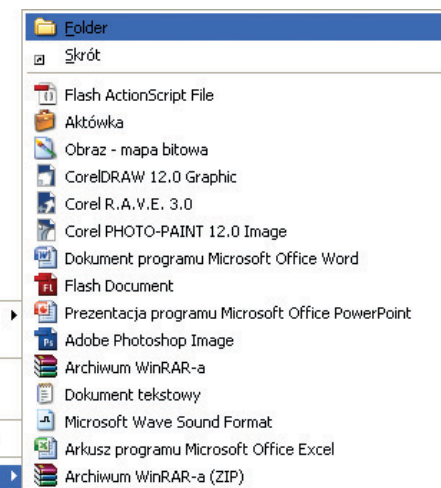 Folder
Skrót
Flash ActionScript File
Aktówka
Obraz - mapa bitowa
CorelDRAW 12.0 Graphic
Corel R.A.V.E. 3.0
Corel PHOTO-PAINT 12.0 Image
Dokument programu Microsoft Office Word
Flash Document
Prezentacja programu Microsoft Office PowerPoint
Adobe Photoshop Image
Archiwum WinRAR-a
Dokument tekstowy
Microsoft Wave Sound Format
Arkusz programu Microsoft Office Excel
Archiwum WinRAR-a (ZIP)